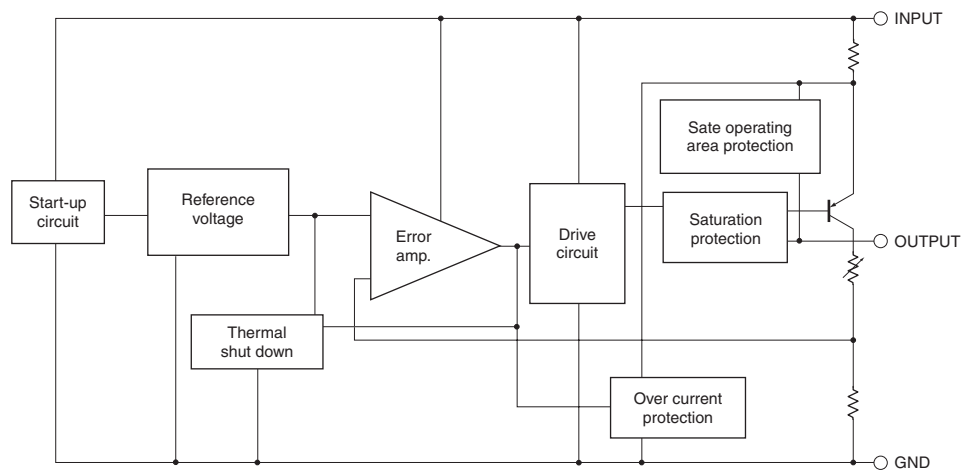 INPUT
Sate operating
area protection
Start-up
circuit
Reference
voltage
Error
amp.
Drive
circuit
Saturation
protection
OUTPUT
Thermal
shut down
Over current
protection
GND